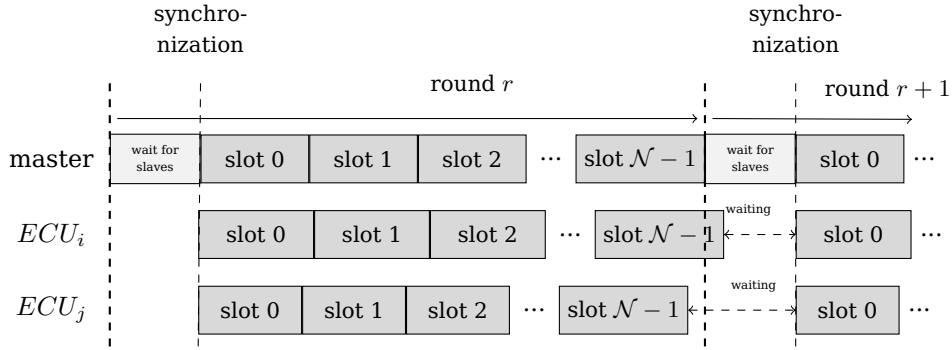 synchro-
nization
synchro-
nization
round r
round r + 1
master
wait for
slaves
slot 0
slot 1
slot 2
...
slot N − 1
wait for
slaves
slot 0
...
ECU_i
slot 0
slot 1
slot 2
...
slot N − 1
waiting
slot 0
...
ECU_j
slot 0
slot 1
slot 2
...
slot N − 1
waiting
slot 0
...